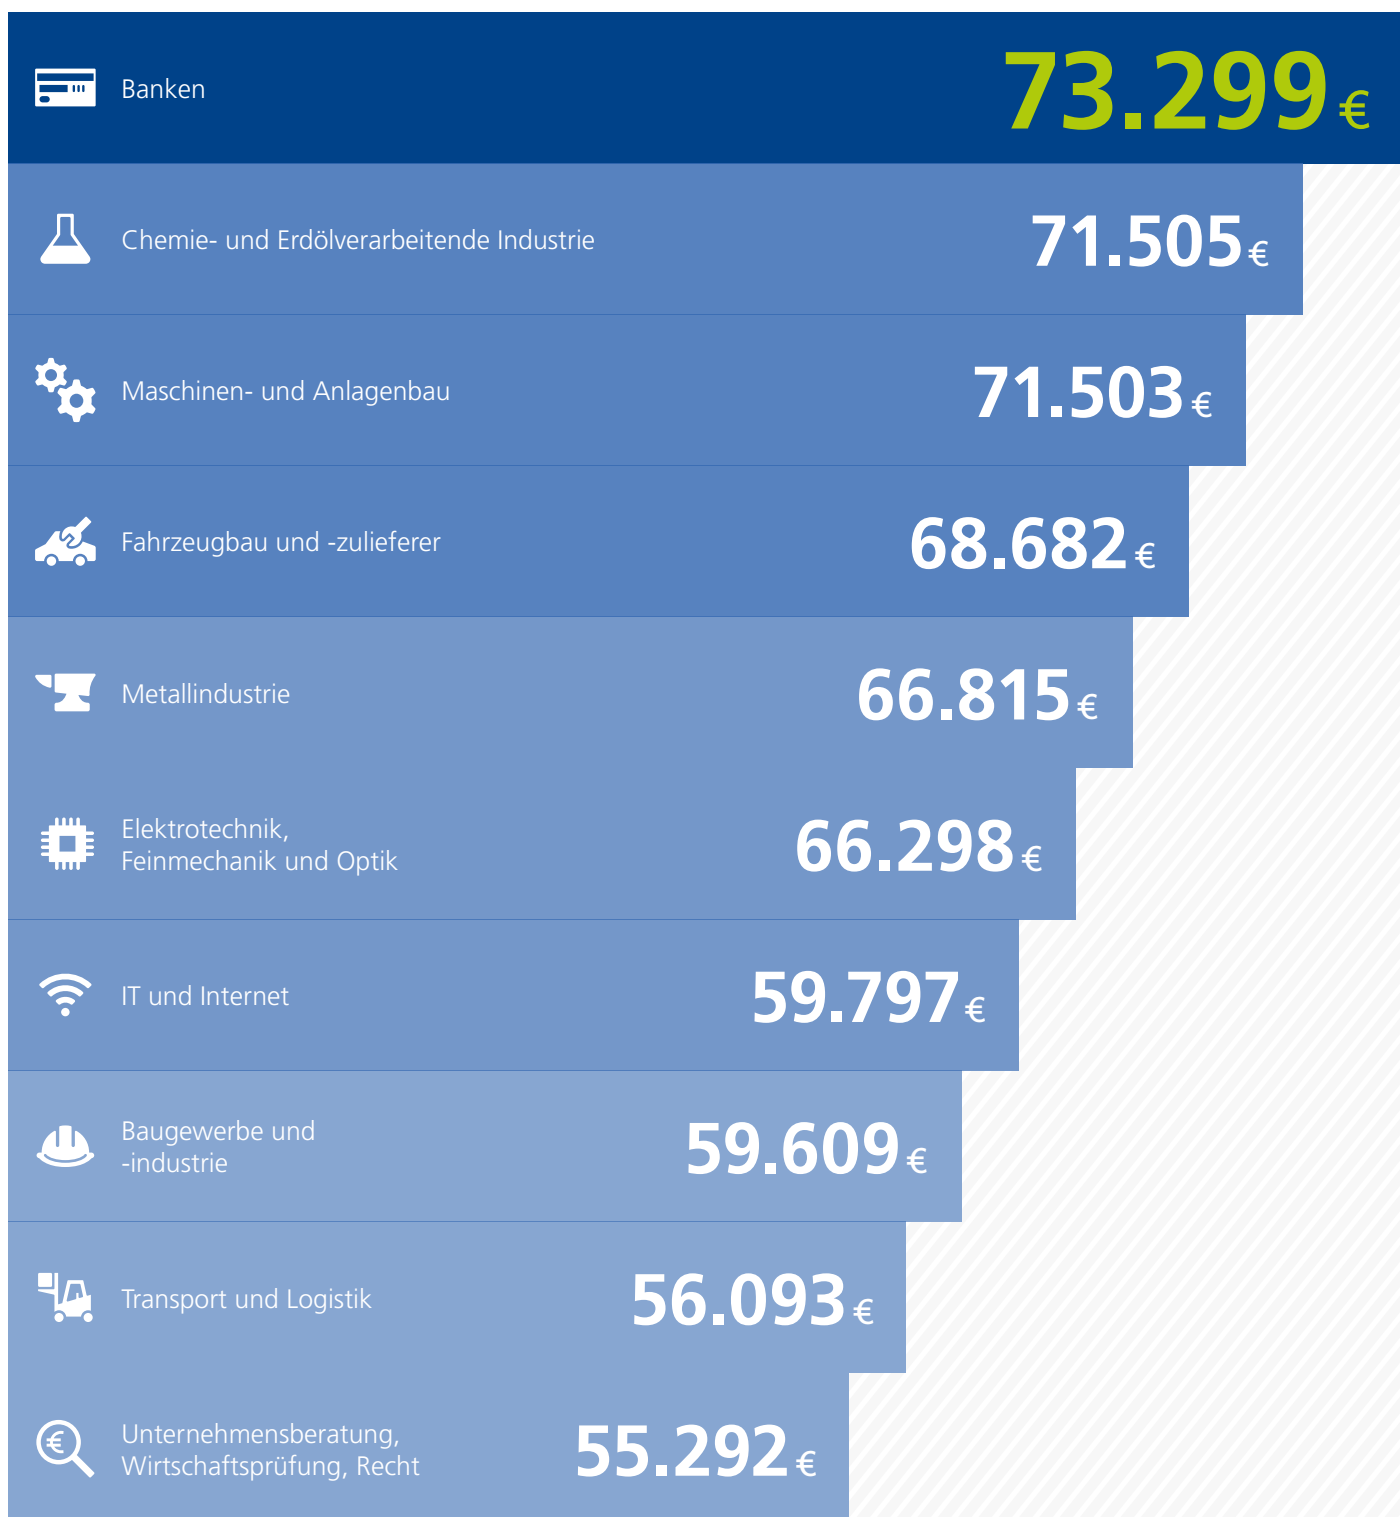 Banken
73.299 €
Chemie- und Erdölverarbeitende Industrie
71.505 €
Maschinen- und Anlagenbau
71.503 €
Fahrzeugbau und -zulieferer
68.682 €
Metallindustrie
66.815 €
Elektrotechnik,
Feinmechanik und Optik
66.298 €
IT und Internet
59.797 €
Baugewerbe und
-industrie
59.609 €
Transport und Logistik
56.093 €
€
Unternehmensberatung,
Wirtschaftsprüfung, Recht
55.292 €